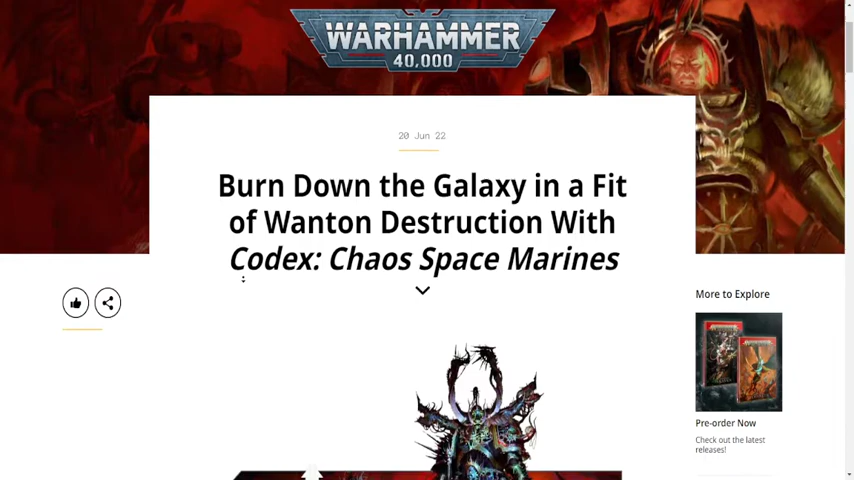 WARHAMMER
40,000
20 Jun 22
Burn Down the Galaxy in a Fit
of Wanton Destruction With
Codex: Chaos Space Marines
More to Explore
Pre-order Now
Check out the latest
releases!